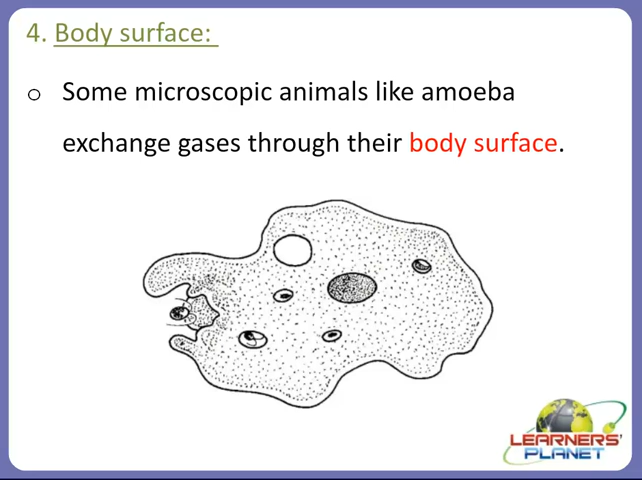 4. Body surface:
o Some microscopic animals like amoeba
exchange gases through their body surface.
LEARNERS'
PLANET